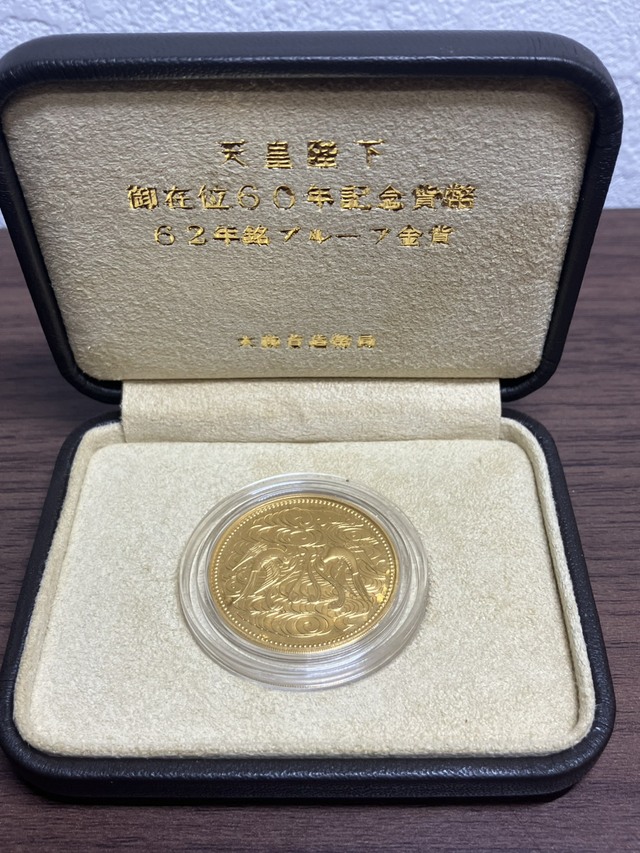 天皇陛下
御在位60年記念貨幣
62年銘プルーフ金貨
大蔵省造幣局